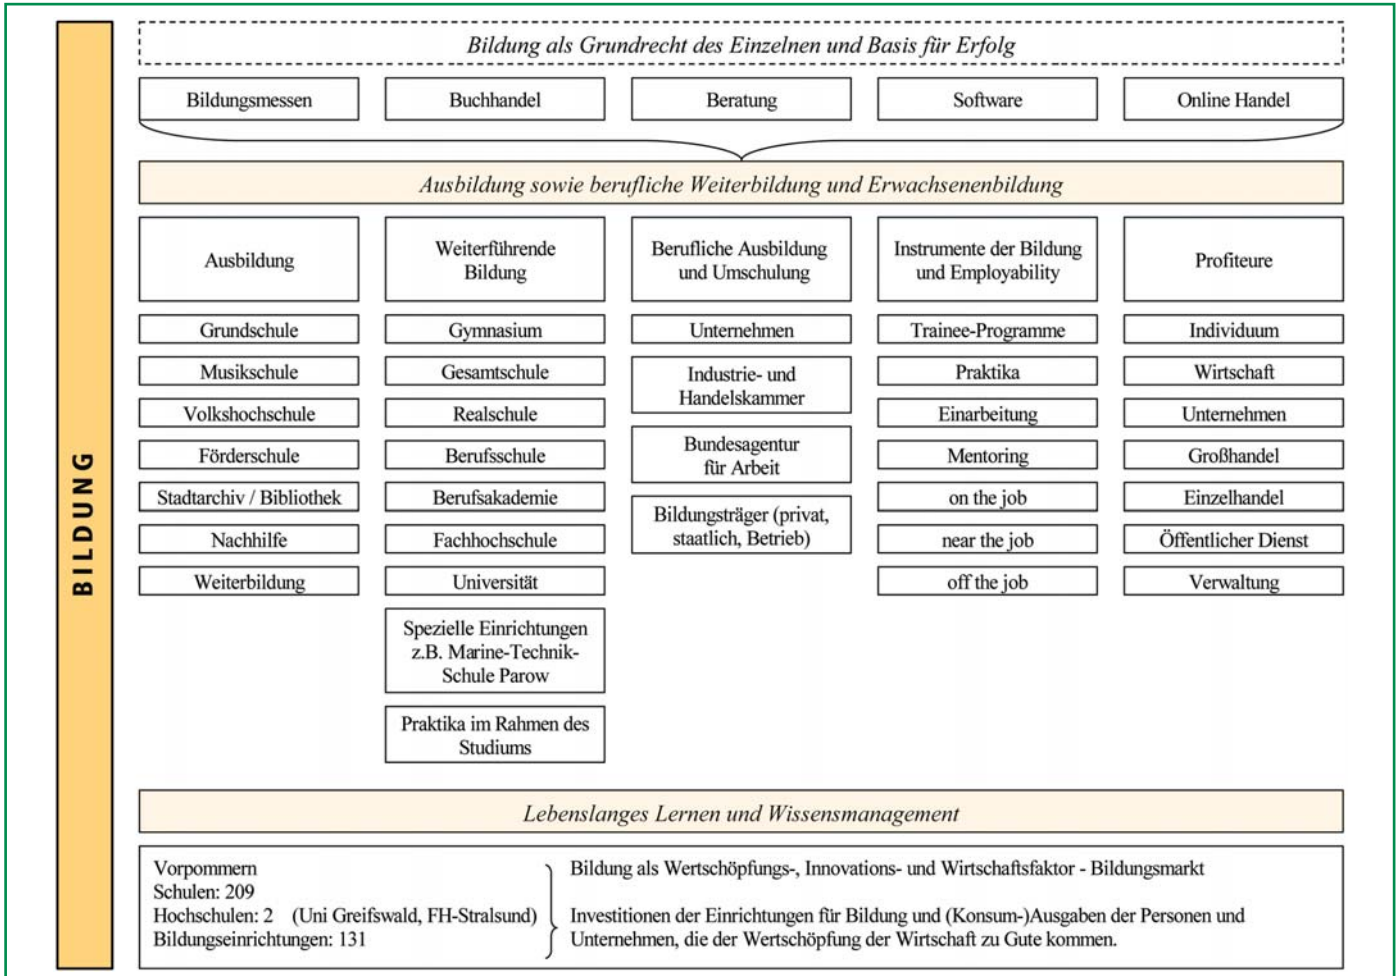 BILDUNG
Bildung als Grundrecht des Einzelnen und Basis für Erfolg
Bildungsmessen
Buchhandel
Beratung
Software
Online Handel
Ausbildung sowie berufliche Weiterbildung und Erwachsenenbildung
Ausbildung
Grundschule
Musikschule
Volkshochschule
Förderschule
Stadtarchiv / Bibliothek
Nachhilfe
Weiterbildung
Weiterführende
Bildung
Gymnasium
Gesamtschule
Realschule
Berufsschule
Berufsakademie
Fachhochschule
Universität
Spezielle Einrichtungen
z.B. Marine-Technik-
Schule Parow
Praktika im Rahmen des
Studiums
Berufliche Ausbildung
und Umschulung
Unternehmen
Industrie- und
Handelskammer
Bundesagentur
für Arbeit
Bildungsträger (privat,
staatlich, Betrieb)
Instrumente der Bildung
und Employability
Trainee-Programme
Praktika
Einarbeitung
Mentoring
on the job
near the job
off the job
Profiteure
Individuum
Wirtschaft
Unternehmen
Großhandel
Einzelhandel
Öffentlicher Dienst
Verwaltung
Lebenslanges Lernen und Wissensmanagement
Vorpommern
Schulen: 209
Hochschulen: 2 (Uni Greifswald, FH-Stralsund)
Bildungseinrichtungen: 131
Bildung als Wertschöpfungs-, Innovations- und Wirtschaftsfaktor - Bildungsmarkt
Investitionen der Einrichtungen für Bildung und (Konsum-)Ausgaben der Personen und
Unternehmen, die der Wertschöpfung der Wirtschaft zu Gute kommen.